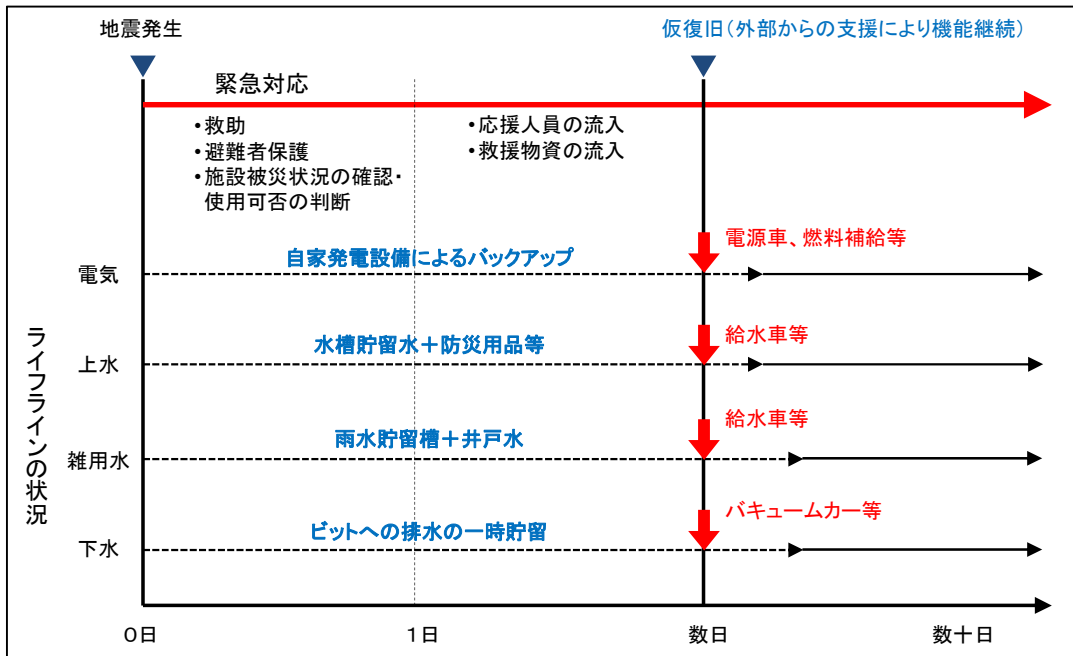 地震発生
仮復旧(外部からの支援により機能継続)
緊急対応
・救助
・避難者保護
・施設被災状況の確認・
使用可否の判断
・応援人員の流入
・救援物資の流入
ライフラインの状況
電源車、燃料補給等
自家発電設備によるバックアップ
電気
給水車等
水槽貯留水＋防災用品等
上水
給水車等
雨水貯留槽＋井戸水
雑用水
バキュームカー等
ビットへの排水の一時貯留
下水
0日
1日
数日
数十日